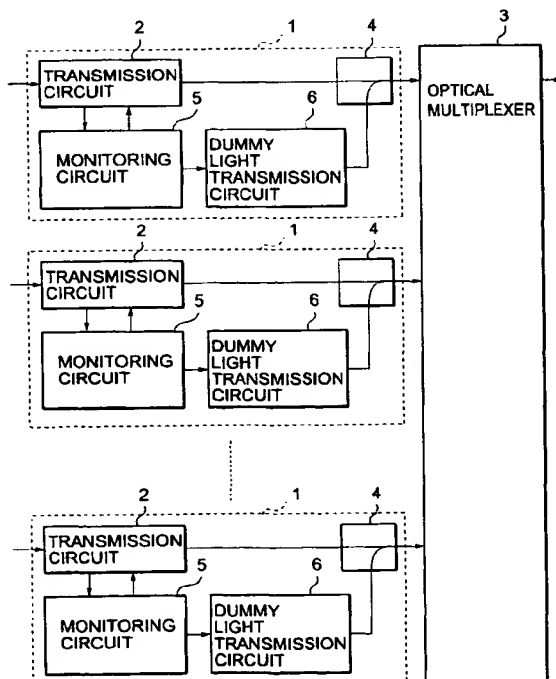 2
1
4
3
TRANSMISSION
CIRCUIT
5
6
OPTICAL
MULTIPLEXER
MONITORING
CIRCUIT
DUMMY
LIGHT
TRANSMISSION
CIRCUIT
2
1
4
TRANSMISSION
CIRCUIT
5
6
MONITORING
CIRCUIT
DUMMY
LIGHT
TRANSMISSION
CIRCUIT
2
1
4
TRANSMISSION
CIRCUIT
5
6
MONITORING
CIRCUIT
DUMMY
LIGHT
TRANSMISSION
CIRCUIT